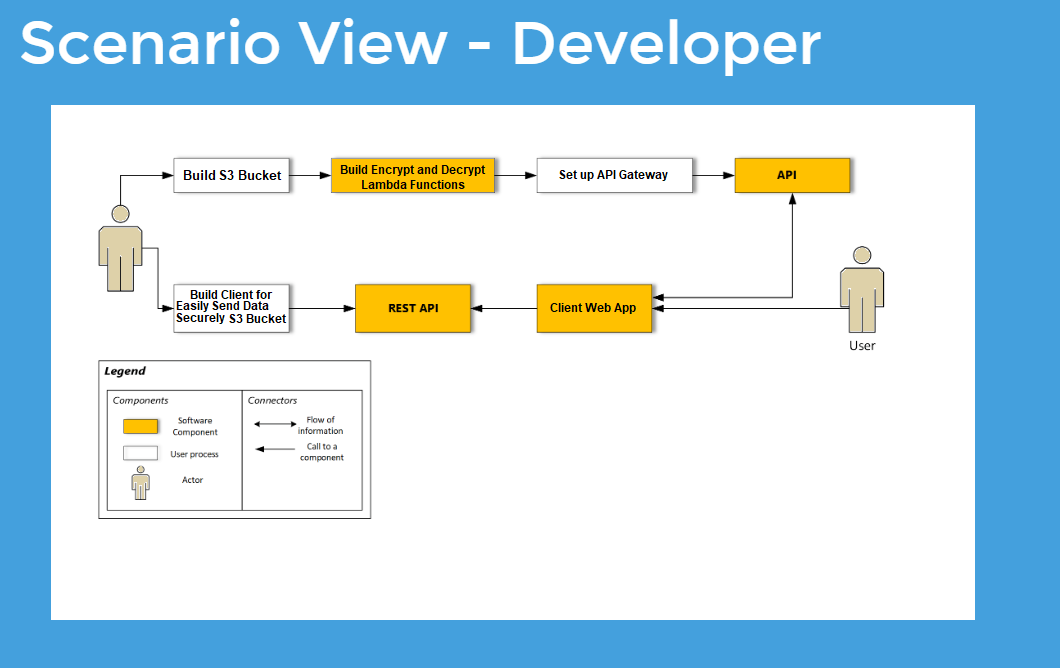 Scenario View - Developer
Build S3 Bucket
Build Encrypt and Decrypt
Lambda Functions
Set up API Gateway
API
Build Client for
Easily Send Data
Securely S3 Bucket
REST API
Client Web App
User
Legend
Components
Software
Component
User process
Actor
Connectors
Flow of
information
Call to a
component